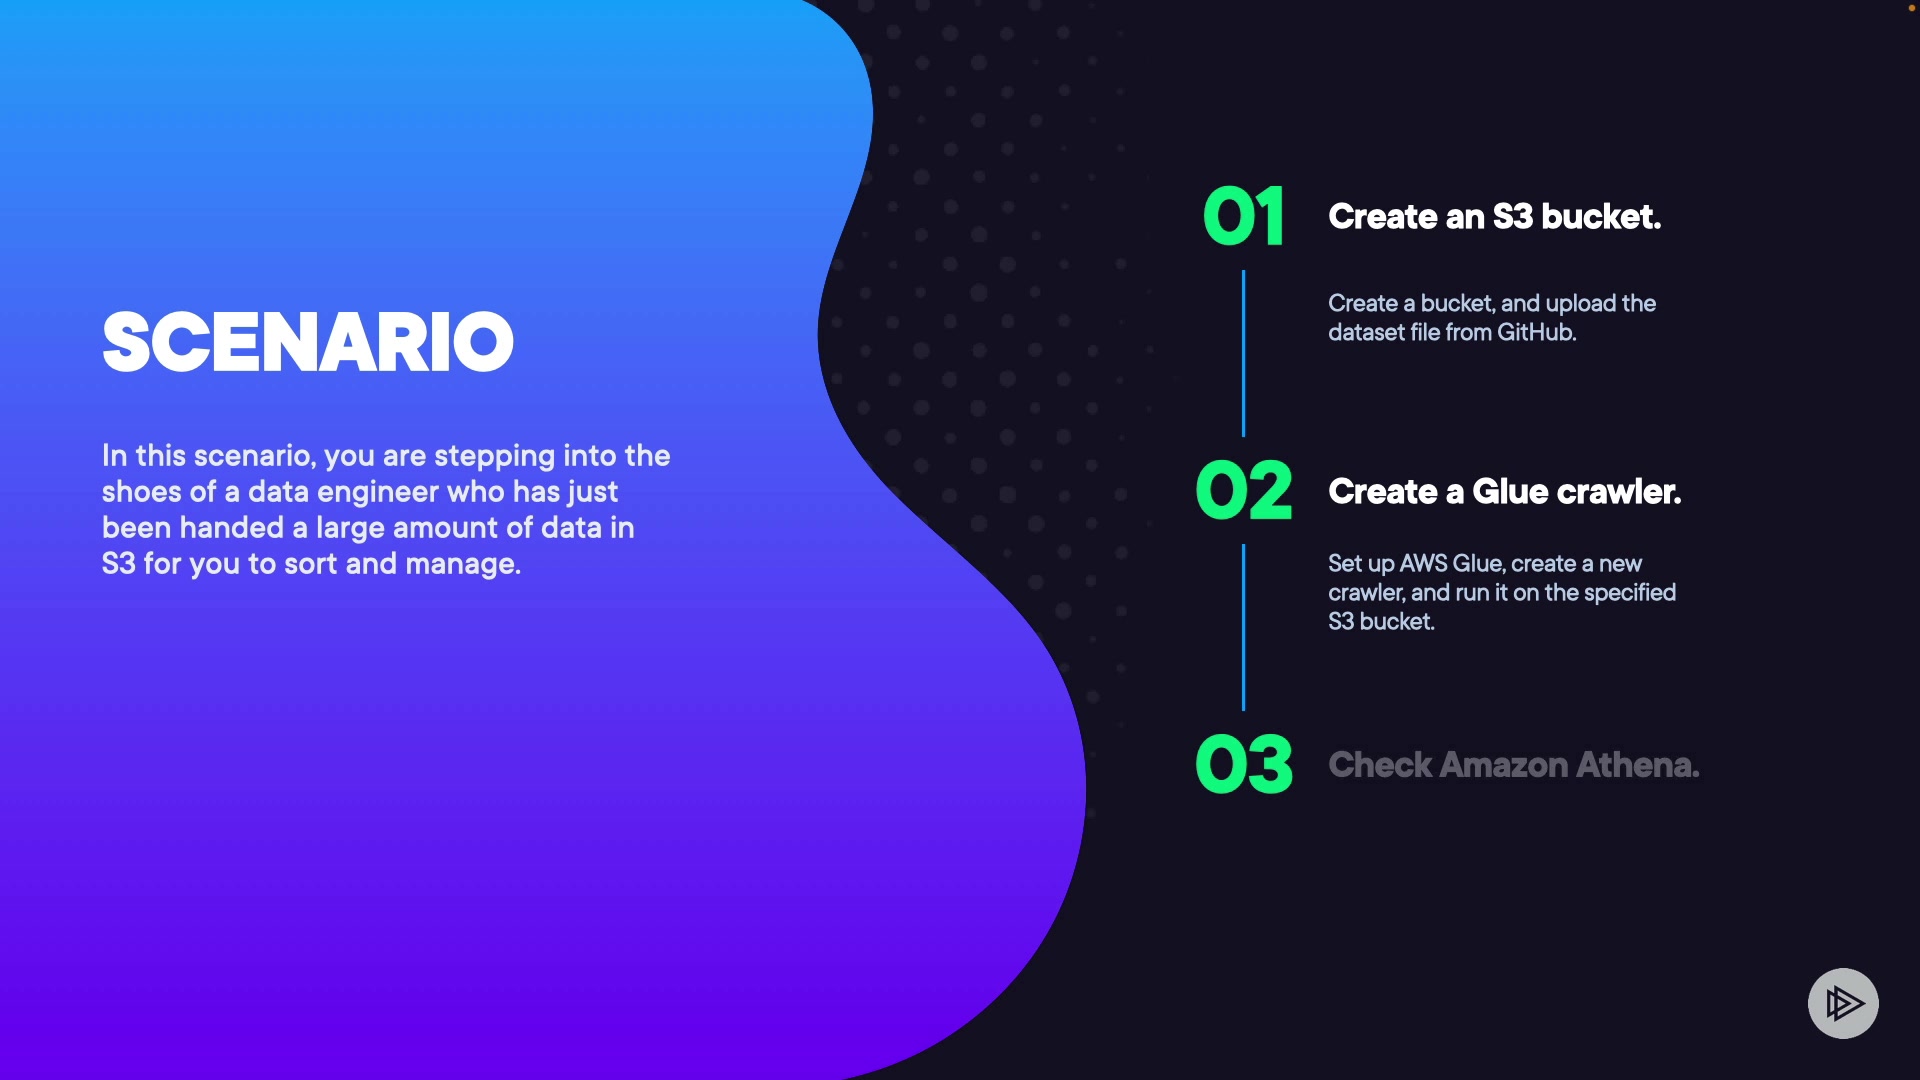 SCENARIO
In this scenario, you are stepping into the
shoes of a data engineer who has just
been handed a large amount of data in
S3 for you to sort and manage.
01
Create an S3 bucket.
Create a bucket, and upload the
dataset file from GitHub.
02
Create a Glue crawler.
Set up AWS Glue, create a new
crawler, and run it on the specified
S3 bucket.
03
Check Amazon Athena.